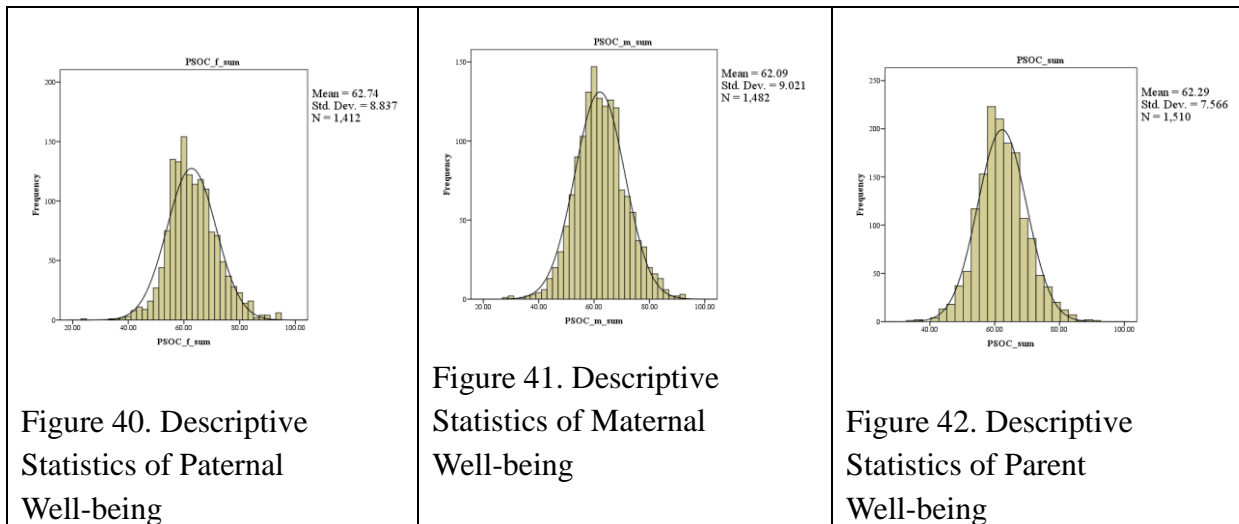 PSOC_f_sum
Mean = 62.74
Std. Dev. = 8.837
N = 1,412
200
150
100
50
0
Frequency
20.00 40.00 60.00 80.00 100.00
PSOC_f_sum
Figure 40. Descriptive
Statistics of Paternal
Well-being
PSOC_m_sum
Mean = 62.09
Std. Dev. = 9.021
N = 1,482
150
100
50
0
Frequency
20.00 40.00 60.00 80.00 100.00
PSOC_m_sum
Figure 41. Descriptive
Statistics of Maternal
Well-being
PSOC_sum
Mean = 62.29
Std. Dev. = 7.566
N = 1,510
250
200
150
100
50
0
Frequency
40.00 60.00 80.00 100.00
PSOC_sum
Figure 42. Descriptive
Statistics of Parent
Well-being